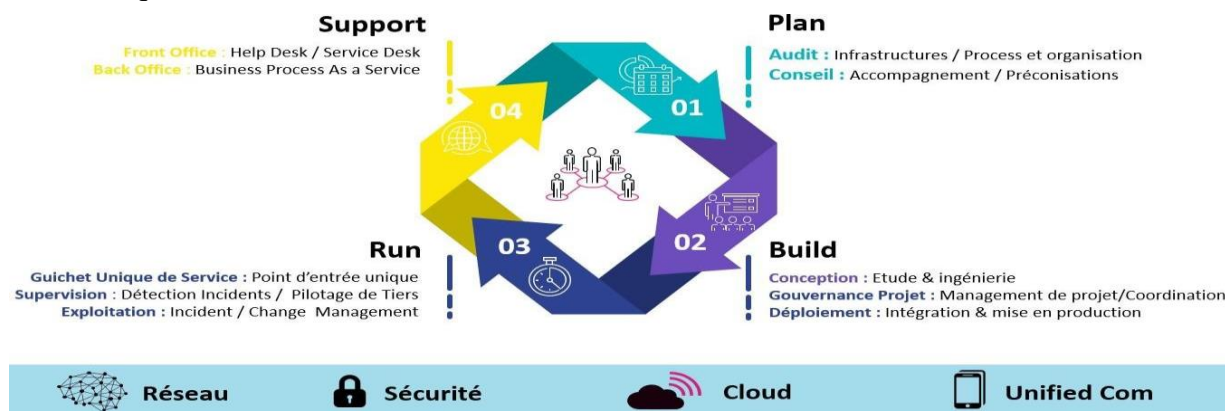 Support
Front Office : Help Desk / Service Desk
Back Office : Business Process As a Service
Plan
Audit : Infrastructures / Process et organisation
Conseil : Accompagnement / Préconisations
01
02
03
04
Run
Guichet Unique de Service : Point d'entrée unique
Supervision : Détection Incidents / Pilotage de Tiers
Exploitation : Incident / Change Management
Build
Conception : Etude & ingénierie
Gouvernance Projet : Management de projet/Coordination
Déploiement : Intégration & mise en production
Réseau
Sécurité
Cloud
Unified Com